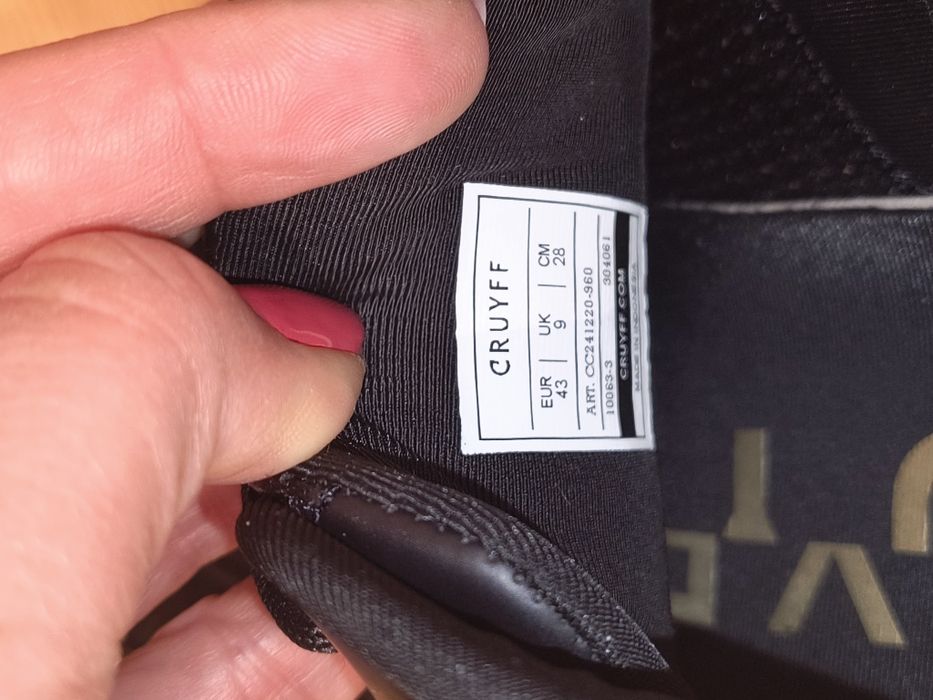 CRUYFF
EUR | UK | CM
43 | 9 | 28
ART. CC241220-960
10063-3 304061
CRUYFF.COM
MADE IN INDONESIA